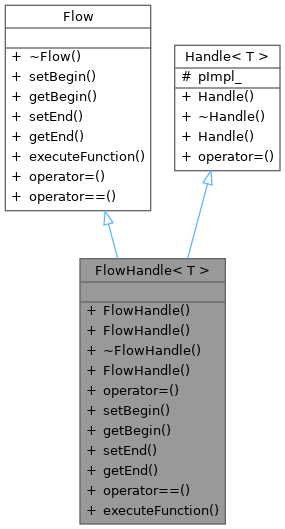 Flow
+ ~Flow()
+ setBegin()
+ getBegin()
+ setEnd()
+ getEnd()
+ executeFunction()
+ operator=()
+ operator==()
Handle< T >
# pImpl_
+ Handle()
+ ~Handle()
+ Handle()
+ operator=()
FlowHandle< T >
+ FlowHandle()
+ FlowHandle()
+ ~FlowHandle()
+ FlowHandle()
+ operator=()
+ setBegin()
+ getBegin()
+ setEnd()
+ getEnd()
+ operator==()
+ executeFunction()